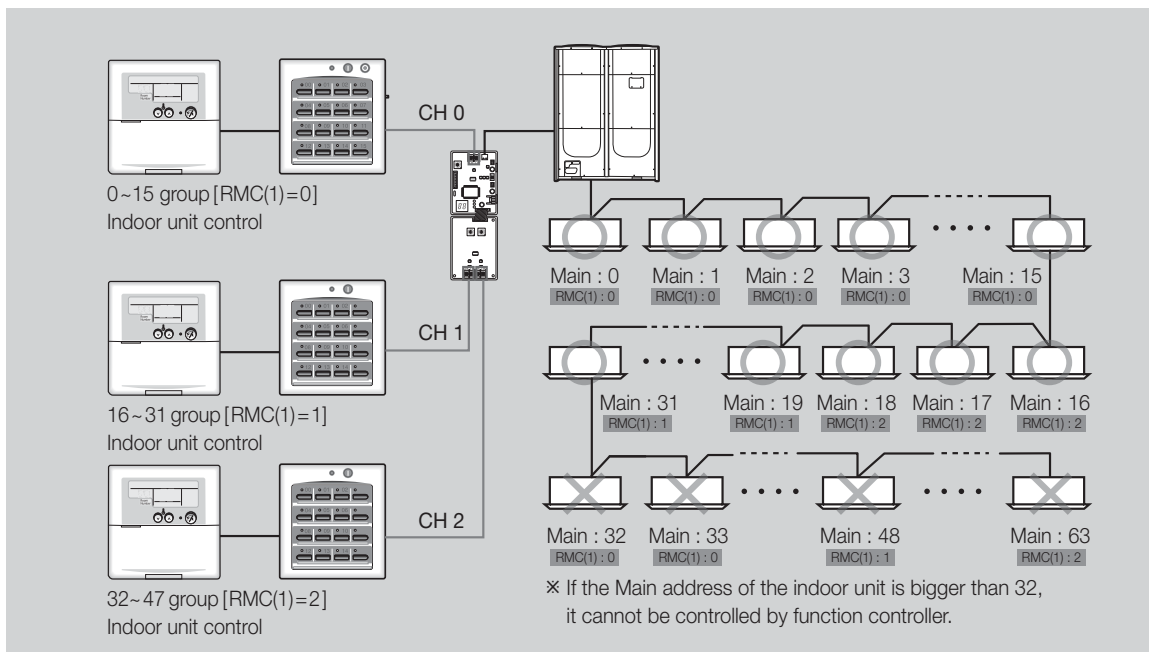 CH 0
0~15 group [RMC(1)=0]
Indoor unit control
CH 1
16~31 group [RMC(1)=1]
Indoor unit control
CH 2
32~47 group [RMC(1)=2]
Indoor unit control
Main : 0 Main : 1 Main : 2 Main : 3 Main : 15
RMC(1) : 0 RMC(1) : 0 RMC(1) : 0 RMC(1) : 0 RMC(1) : 0
Main : 31 Main : 19 Main : 18 Main : 17 Main : 16
RMC(1) : 1 RMC(1) : 1 RMC(1) : 2 RMC(1) : 2 RMC(1) : 2
Main : 32 Main : 33 Main : 48 Main : 63
RMC(1) : 0 RMC(1) : 0 RMC(1) : 1 RMC(1) : 2
※ If the Main address of the indoor unit is bigger than 32,
it cannot be controlled by function controller.